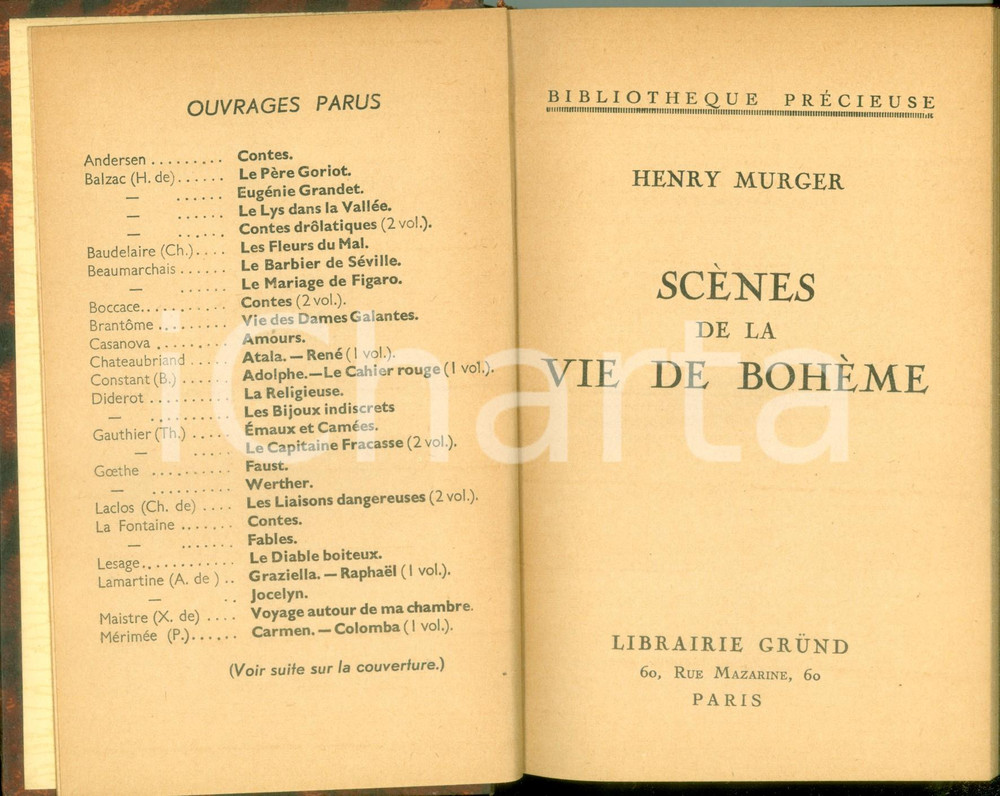 OUVRAGES PARUS
Andersen ......... Contes.
Balzac (H. de)...... Le Père Goriot.
— ...... Eugénie Grandet.
— ...... Le Lys dans la Vallée.
— ...... Contes drôlatiques (2 vol.).
Baudelaire (Ch.).... Les Fleurs du Mal.
Beaumarchais ...... Le Barbier de Séville.
— ...... Le Mariage de Figaro.
Boccace.......... Contes (2 vol.).
Brantôme ......... Vie des Dames Galantes.
Casanova ......... Amours.
Chateaubriand .... Atala. — René (1 vol.).
Constant (B.) ...... Adolphe.—Le Cahier rouge (1 vol.).
Diderot .......... La Religieuse.
— .......... Les Bijoux indiscrets
Gauthier (Th.) ..... Émaux et Camées.
— ..... Le Capitaine Fracasse (2 vol.).
Gœthe .......... Faust.
— .......... Werther.
Laclos (Ch. de) .... Les Liaisons dangereuses (2 vol.).
La Fontaine ....... Contes.
— ....... Fables.
Lesage............ Le Diable boiteux.
Lamartine (A. de ) .. Graziella. — Raphaël (1 vol.).
— .. Jocelyn.
Maistre (X. de) .... Voyage autour de ma chambre.
Mérimée (P.)...... Carmen. — Colomba (1 vol.).
(Voir suite sur la couverture.)
BIBLIOTHEQUE PRÉCIEUSE
HENRY MURGER
SCÈNES
DE LA
VIE DE BOHÈME
LIBRAIRIE GRÜND
60, RUE MAZARINE, 60
PARIS
iCharta